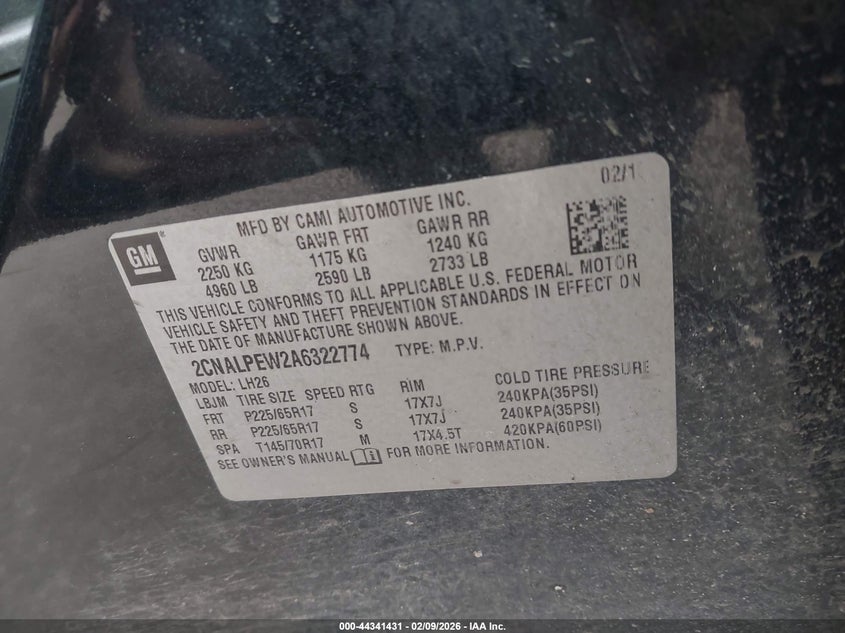 02/1
MFD BY CAMI AUTOMOTIVE INC.
GM
GVWR GAWR FRT GAWR RR
2250 KG 1175 KG 1240 KG
4960 LB 2590 LB 2733 LB
THIS VEHICLE CONFORMS TO ALL APPLICABLE U.S. FEDERAL MOTOR
VEHICLE SAFETY AND THEFT PREVENTION STANDARDS IN EFFECT ON
THE DATE OF MANUFACTURE SHOWN ABOVE.
2CNALPEW2A6322774 TYPE: M.P.V.
MODEL: LH26
LBJM TIRE SIZE SPEED RTG RIM COLD TIRE PRESSURE
FRT P225/65R17 S 17X7J 240KPA(35PSI)
RR P225/65R17 S 17X7J 240KPA(35PSI)
SPA T145/70R17 M 17X4.5T 420KPA(60PSI)
SEE OWNER'S MANUAL FOR MORE INFORMATION.
000-44341431 - 02/09/2026 - IAA Inc.